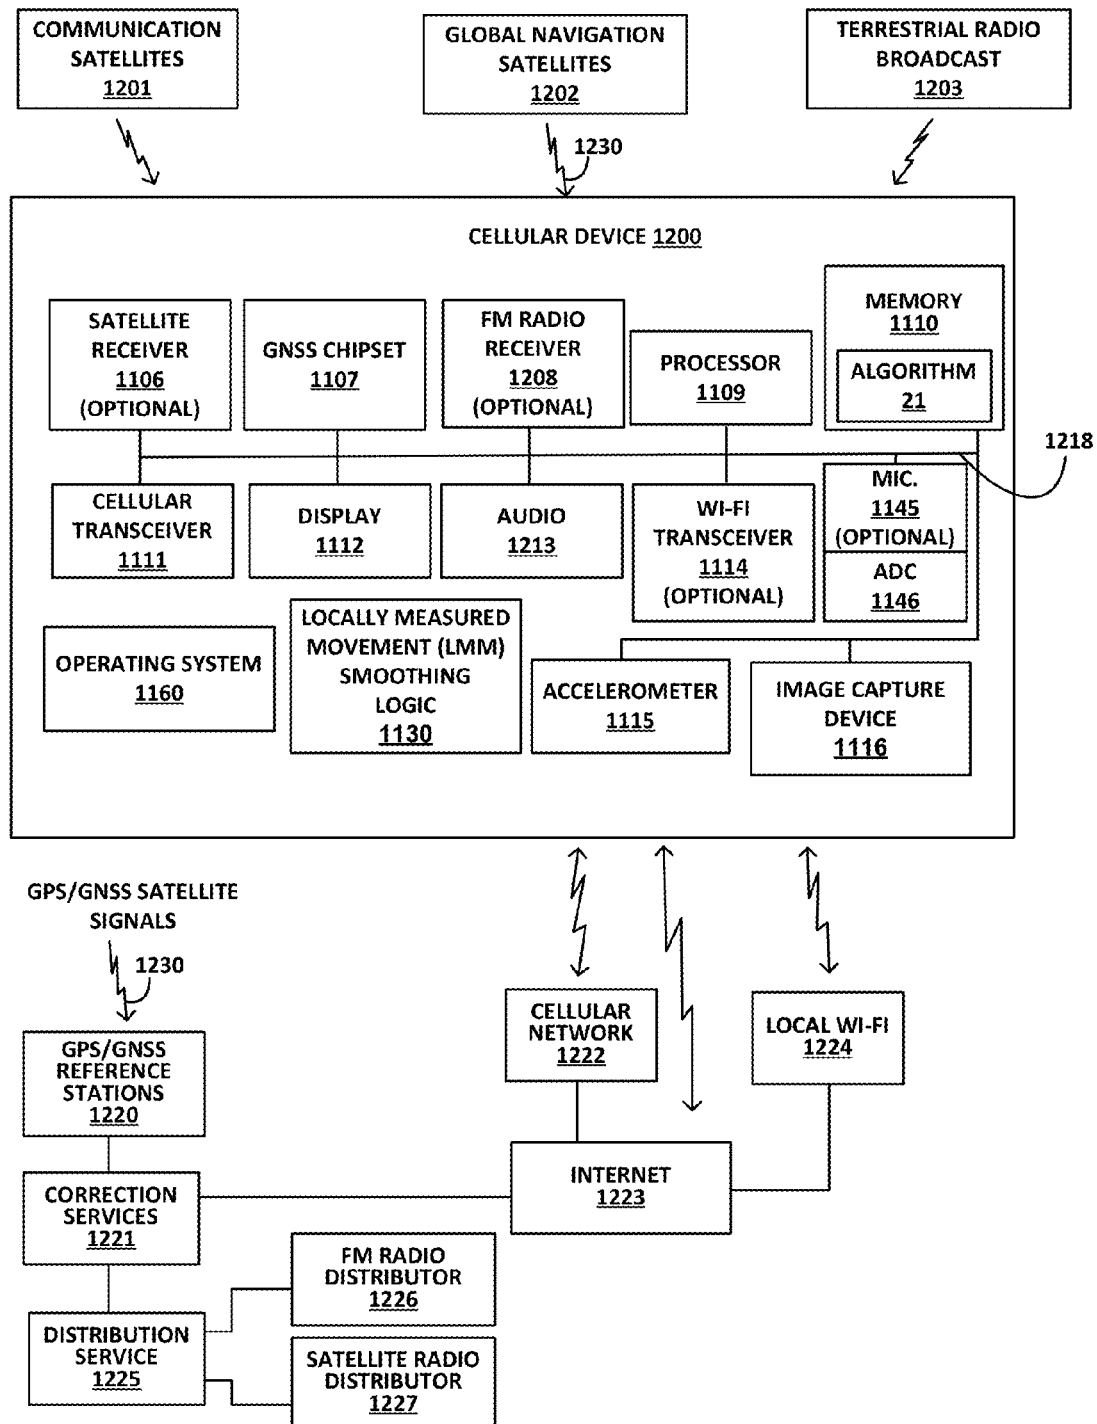 COMMUNICATION
SATELLITES
1201
GLOBAL NAVIGATION
SATELLITES
1202
TERRESTRIAL RADIO
BROADCAST
1203
1230
CELLULAR DEVICE 1200
SATELLITE
RECEIVER
1106
(OPTIONAL)
GNSS CHIPSET
1107
FM RADIO
RECEIVER
1208
(OPTIONAL)
PROCESSOR
1109
MEMORY
1110
ALGORITHM
21
1218
CELLULAR
TRANSCEIVER
1111
DISPLAY
1112
AUDIO
1213
WI-FI
TRANSCEIVER
1114
(OPTIONAL)
MIC.
1145
(OPTIONAL)
ADC
1146
OPERATING SYSTEM
1160
LOCALLY MEASURED
MOVEMENT (LMM)
SMOOTHING
LOGIC
1130
ACCELEROMETER
1115
IMAGE CAPTURE
DEVICE
1116
GPS/GNSS SATELLITE
SIGNALS
1230
GPS/GNSS
REFERENCE
STATIONS
1220
CELLULAR
NETWORK
1222
LOCAL WI-FI
1224
CORRECTION
SERVICES
1221
INTERNET
1223
FM RADIO
DISTRIBUTOR
1226
DISTRIBUTION
SERVICE
1225
SATELLITE RADIO
DISTRIBUTOR
1227